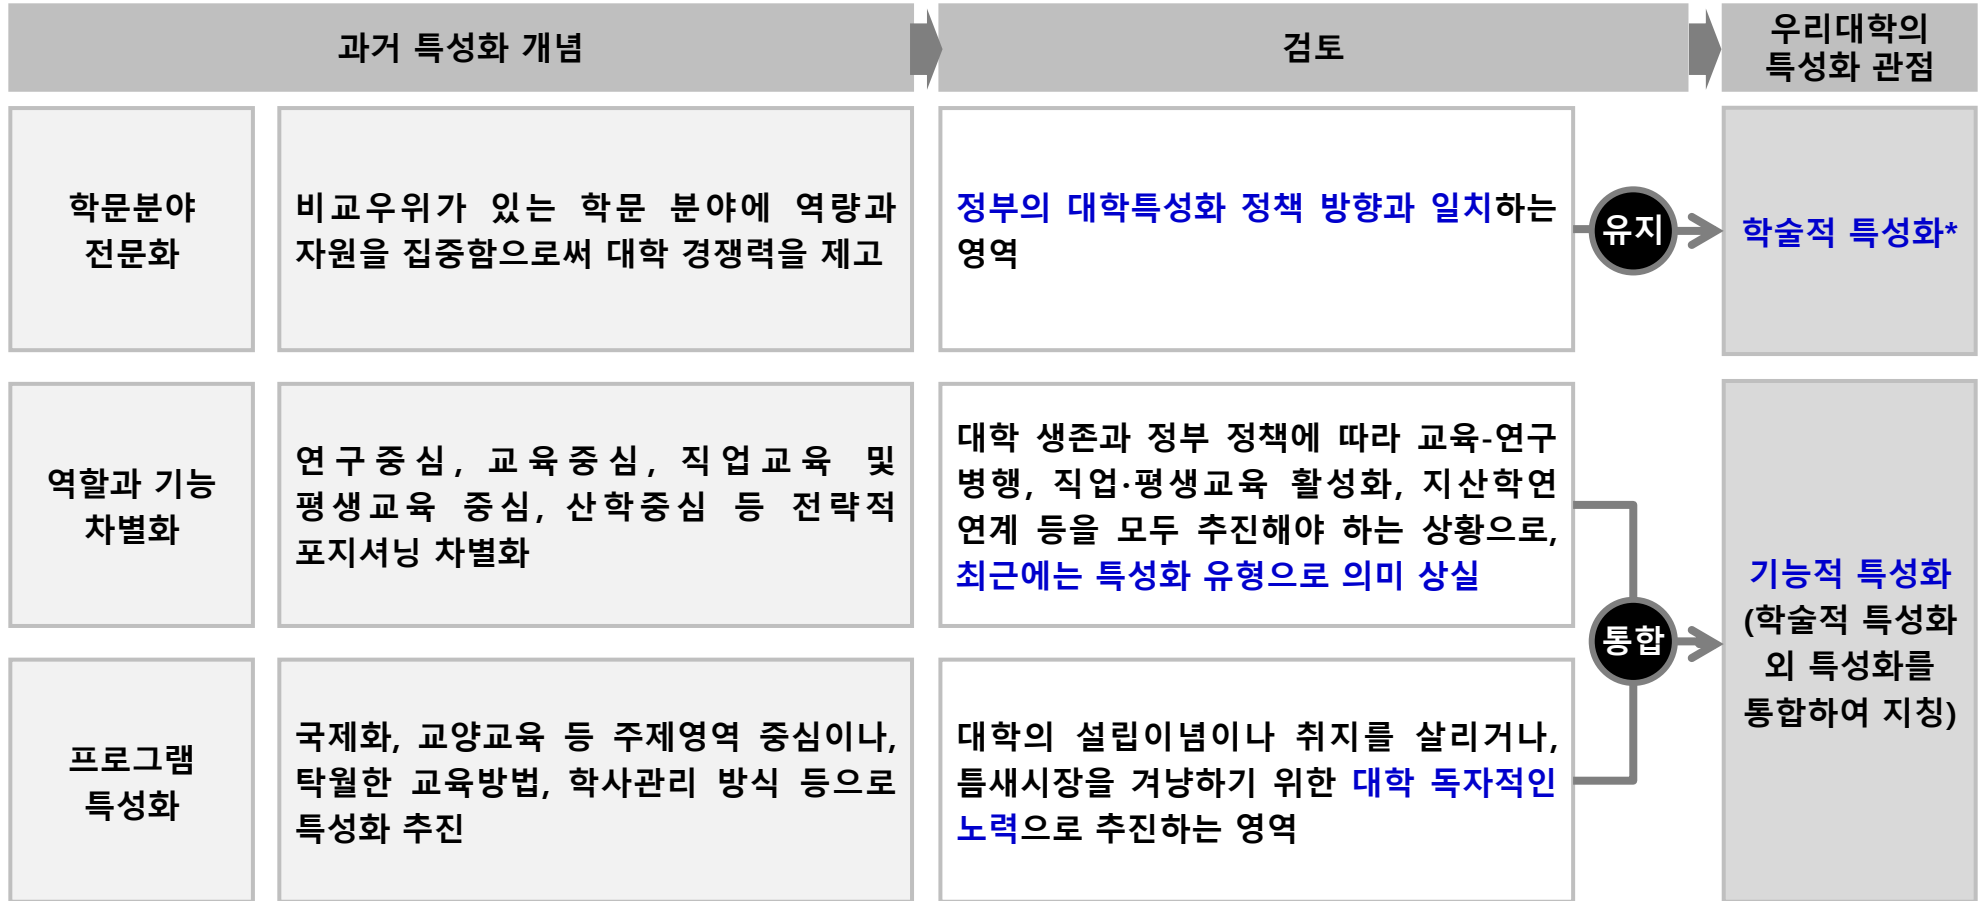 과거 특성화 개념
검토
우리대학의
특성화 관점
학문분야
전문화
비교우위가 있는 학문 분야에 역량과
자원을 집중함으로써 대학 경쟁력을 제고
정부의 대학특성화 정책 방향과 일치하는
영역
유지
학술적 특성화*
역할과 기능
차별화
연구중심, 교육중심, 직업교육 및
평생교육 중심, 산학중심 등 전략적
포지셔닝 차별화
대학 생존과 정부 정책에 따라 교육-연구
병행, 직업·평생교육 활성화, 지산학연
연계 등을 모두 추진해야 하는 상황으로,
최근에는 특성화 유형으로 의미 상실
통합
기능적 특성화
(학술적 특성화
외 특성화를
통합하여 지칭)
프로그램
특성화
국제화, 교양교육 등 주제영역 중심이나,
탁월한 교육방법, 학사관리 방식 등으로
특성화 추진
대학의 설립이념이나 취지를 살리거나,
틈새시장을 겨냥하기 위한 대학 독자적인
노력으로 추진하는 영역